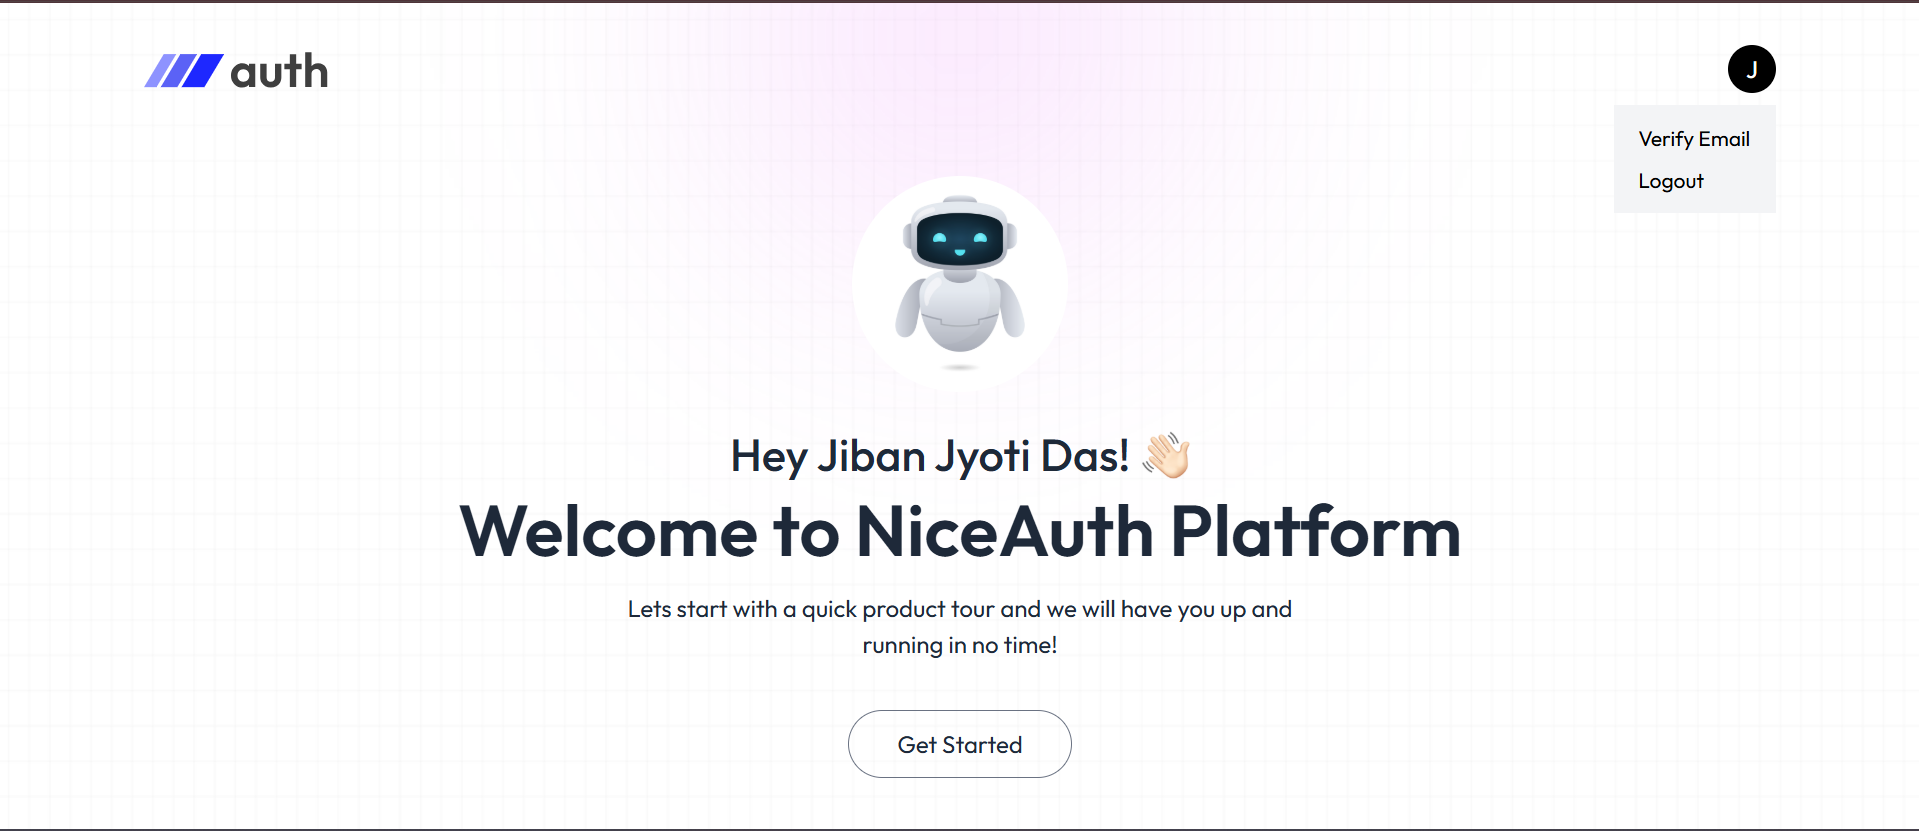 auth
J
Verify Email
Logout
Hey Jiban Jyoti Das! 👋🏻
Welcome to NiceAuth Platform
Lets start with a quick product tour and we will have you up and
running in no time!
Get Started